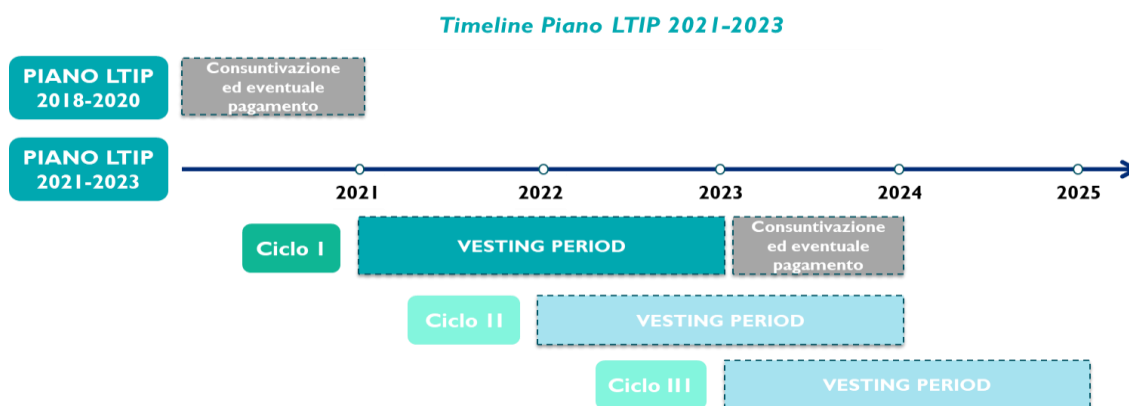 Timeline Piano LTIP 2021-2023
PIANO LTIP
2018-2020
Consuntivazione
ed eventuale
pagamento
PIANO LTIP
2021-2023
2021
2022
2023
2024
2025
Ciclo I
VESTING PERIOD
Consuntivazione
ed eventuale
pagamento
Ciclo II
VESTING PERIOD
Ciclo III
VESTING PERIOD